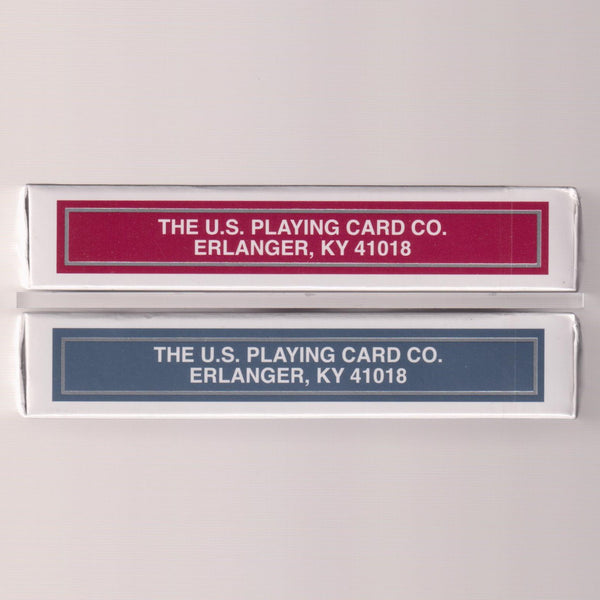 THE U.S. PLAYING CARD CO.
ERLANGER, KY 41018
THE U.S. PLAYING CARD CO.
ERLANGER, KY 41018